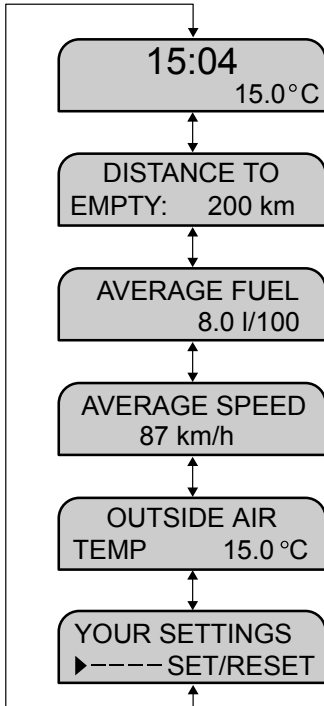 15:04
15.0°C
DISTANCE TO
EMPTY: 200 km
AVERAGE FUEL
8.0 l/100
AVERAGE SPEED
87 km/h
OUTSIDE AIR
TEMP 15.0 °C
YOUR SETTINGS
▶---- SET/RESET